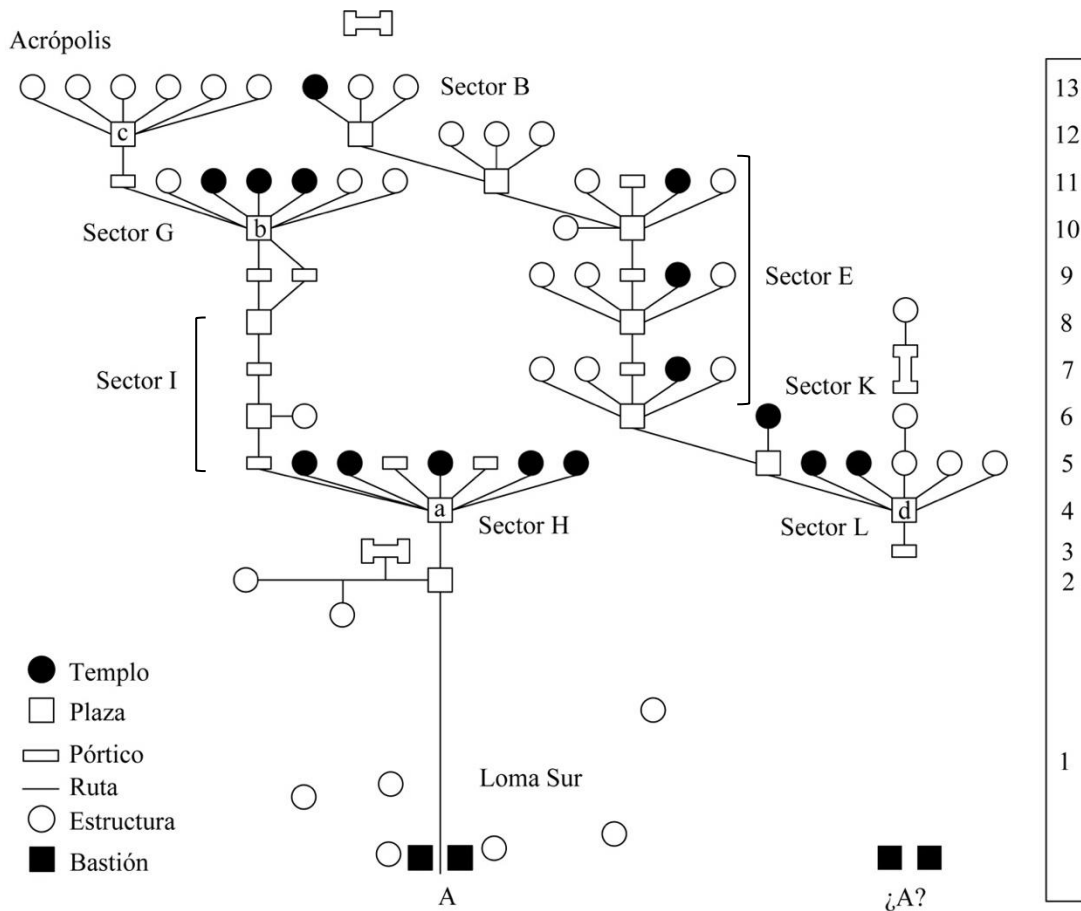 Acrópolis
Sector B
13
c
12
11
Sector G
b
10
Sector E
9
8
Sector I
7
Sector K
6
5
a
Sector H
Sector L
d
4
3
2
Templo
Plaza
Pórtico
Ruta
Estructura
Bastión
Loma Sur
1
A
¿A?